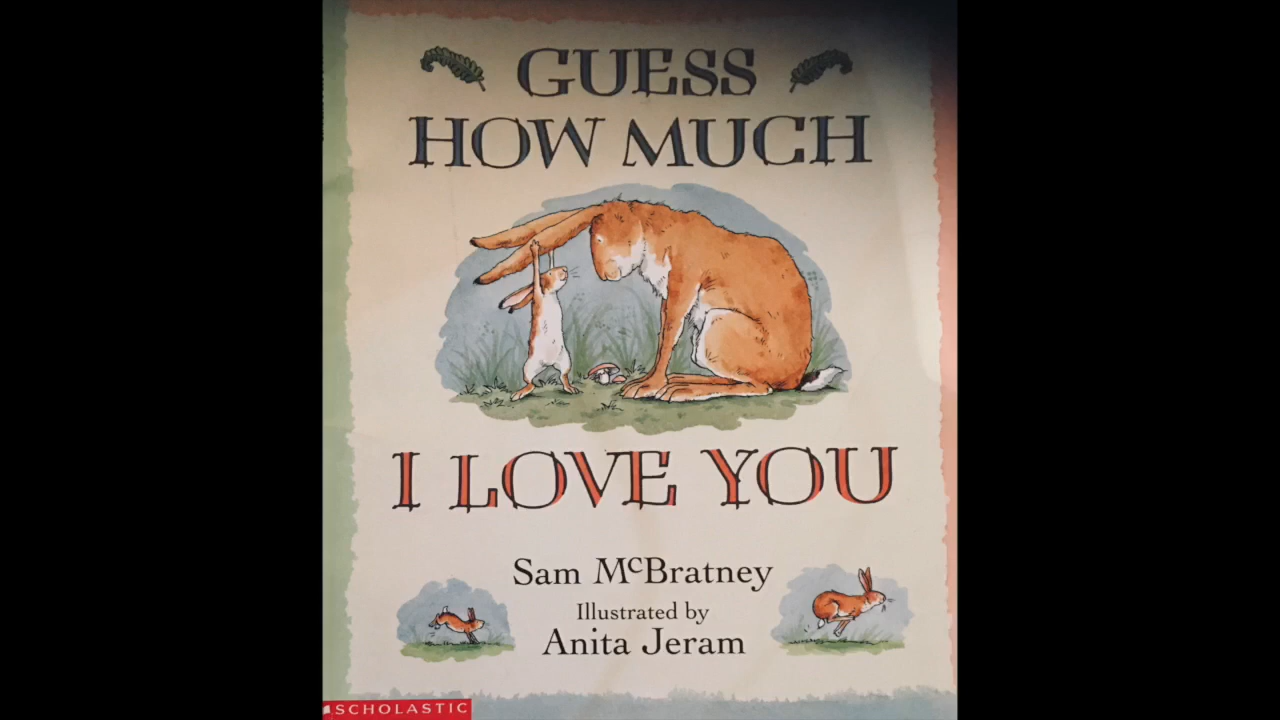 GUESS
HOW MUCH
I LOVE YOU
Sam McBratney
Illustrated by
Anita Jeram
SCHOLASTIC